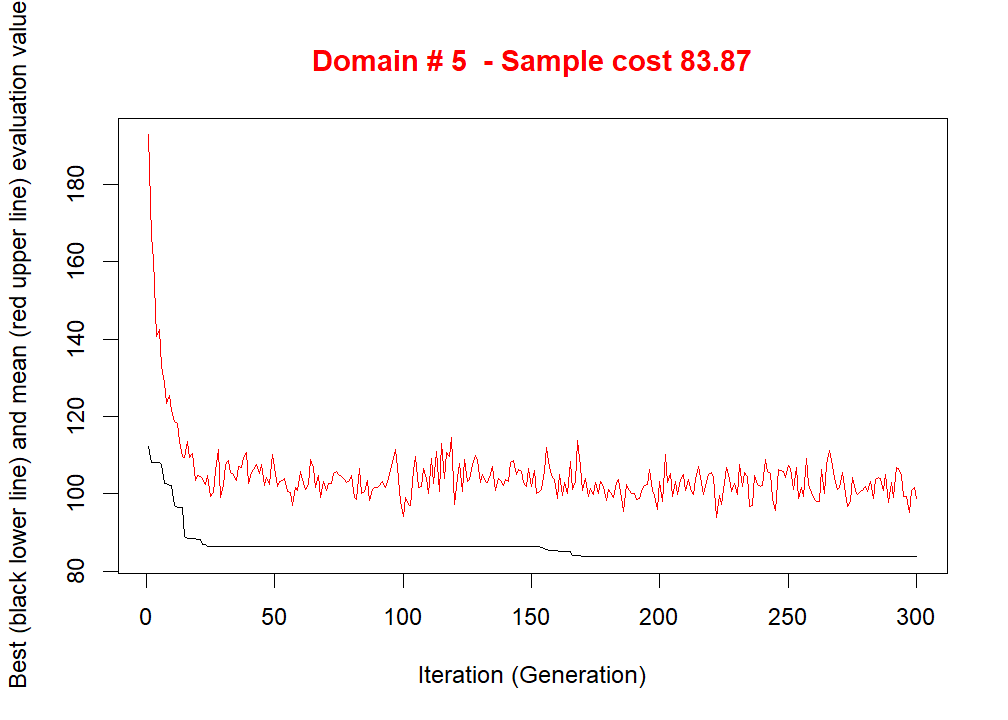 Domain # 5  - Sample cost 83.87
Best (black lower line) and mean (red upper line) evaluation value
180
160
140
120
100
80
0 50 100 150 200 250 300
Iteration (Generation)